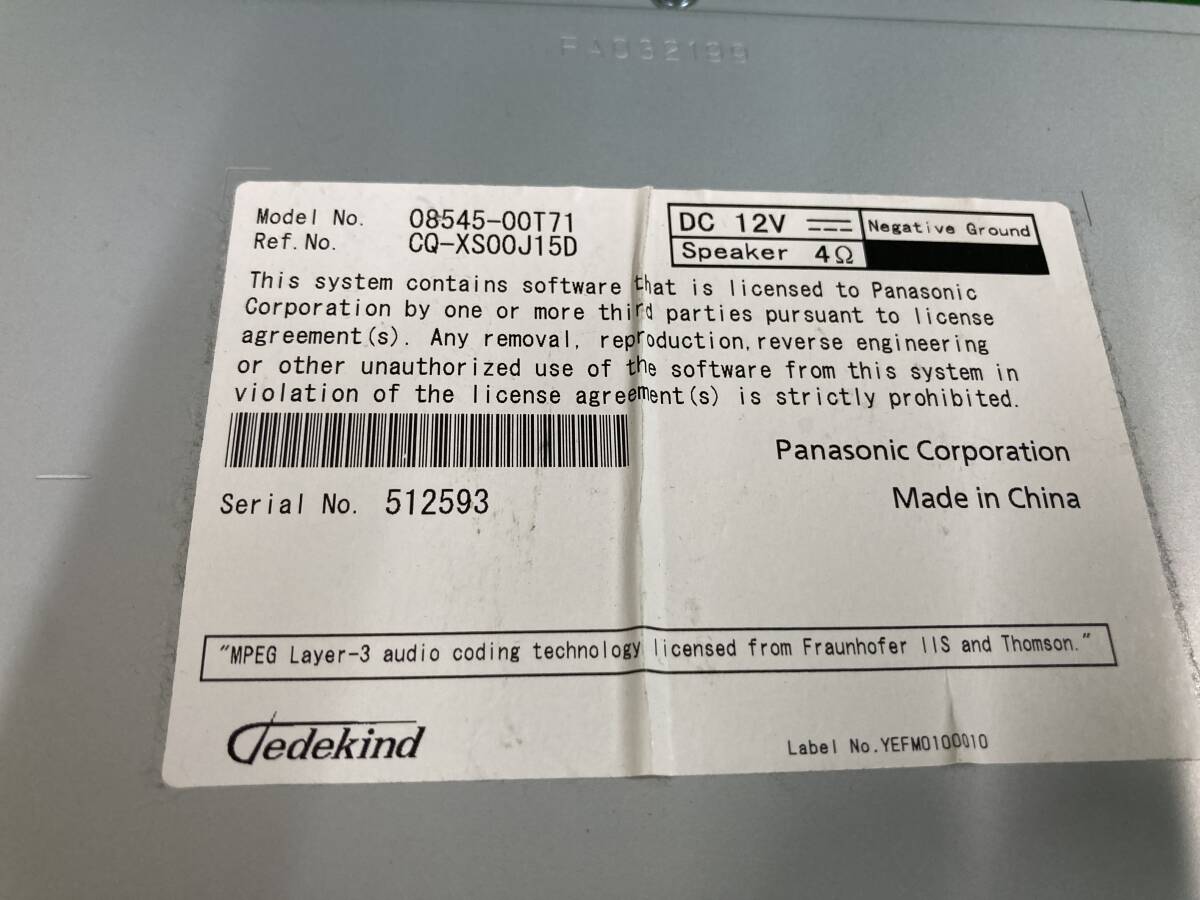 FA032199
Model No. 08545-00T71
Ref. No. CQ-XS00J15D
DC 12V ⎓ Negative Ground
Speaker 4Ω
This system contains software that is licensed to Panasonic
Corporation by one or more third parties pursuant to license
agreement(s). Any removal, reproduction, reverse engineering
or other unauthorized use of the software from this system in
violation of the license agreement(s) is strictly prohibited.
Panasonic Corporation
Made in China
Serial No. 512593
"MPEG Layer-3 audio coding technology licensed from Fraunhofer IIS and Thomson."
Dedekind
Label No. YEFM0100010